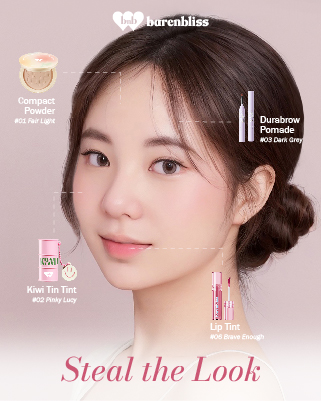 bnb barenbliss
Compact
Powder
#01 Fair Light
Durabrow
Pomade
#03 Dark Grey
Kiwi Tin Tint
#02 Pinky Lucy
Lip Tint
#06 Brave Enough
Steal the Look